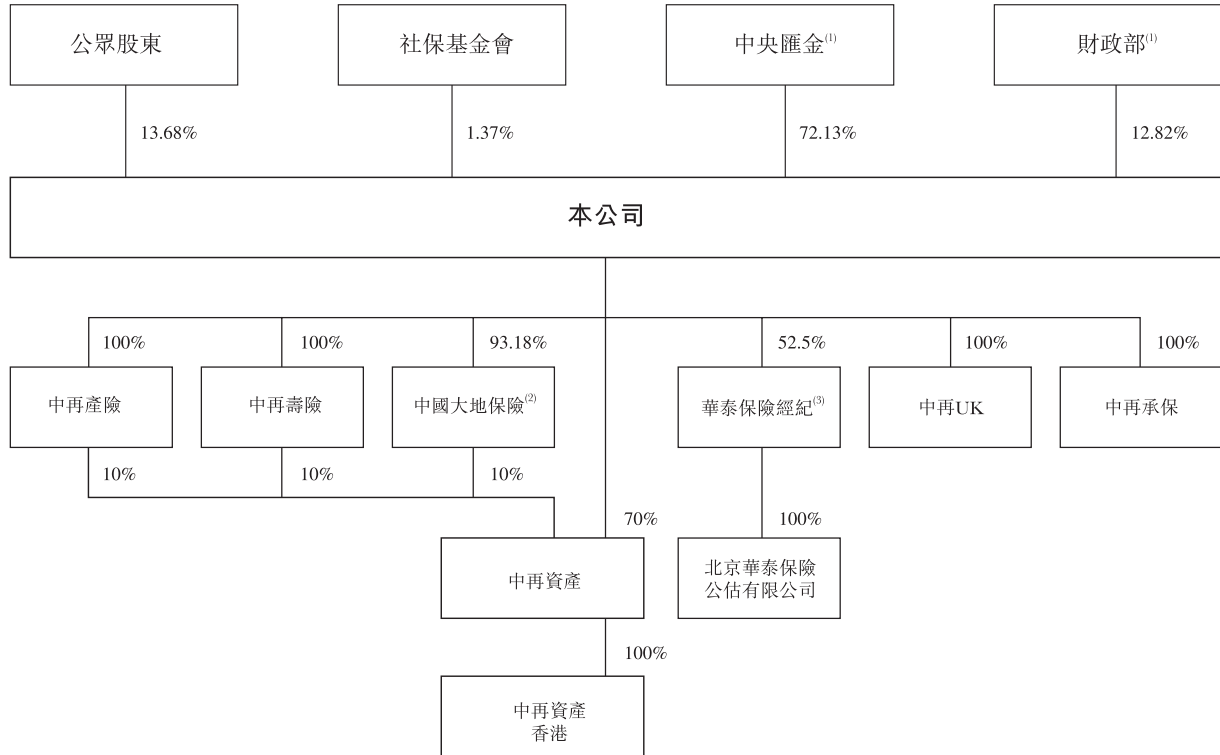 公眾股東
社保基金會
中央匯金(1)
財政部(1)
13.68%
1.37%
72.13%
12.82%
本公司
100%
100%
93.18%
52.5%
100%
100%
中再產險
中再壽險
中國大地保險(2)
華泰保險經紀(3)
中再UK
中再承保
10%
10%
10%
70%
100%
中再資產
北京華泰保險
公估有限公司
100%
中再資產
香港